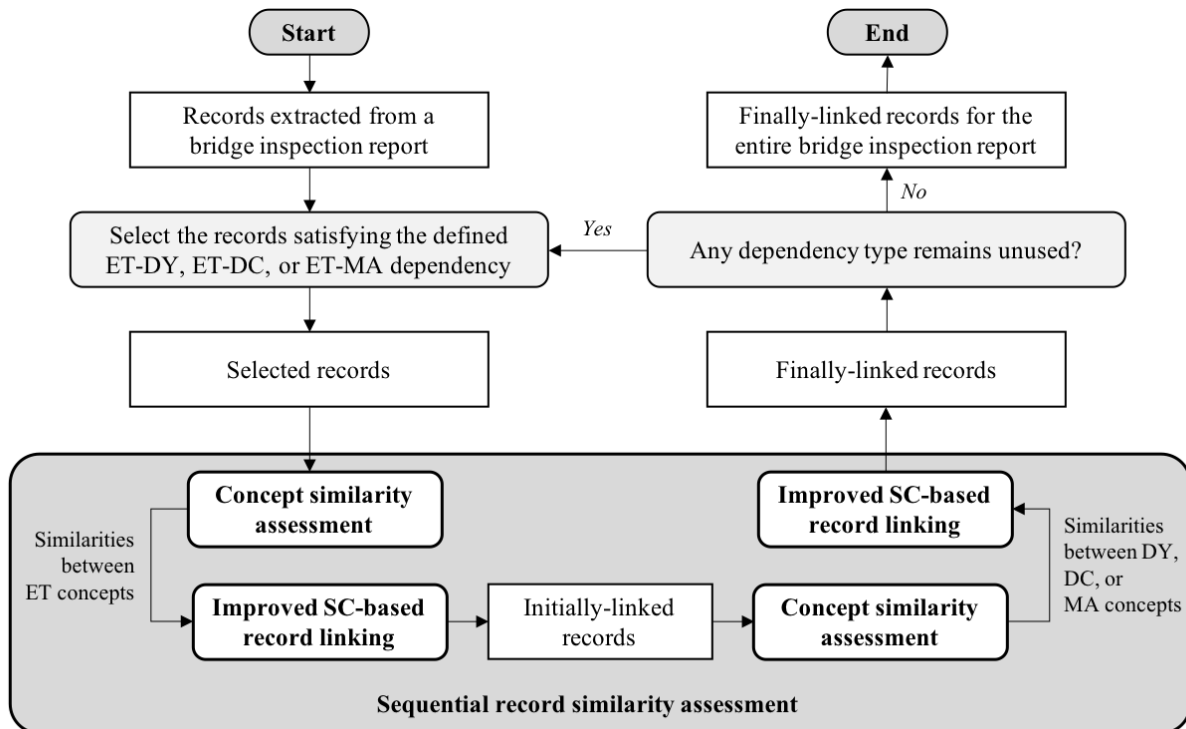 Start
Records extracted from a
bridge inspection report
Select the records satisfying the defined
ET-DY, ET-DC, or ET-MA dependency
Selected records
Concept similarity
assessment
Similarities
between
ET concepts
Improved SC-based
record linking
Initially-linked
records
Concept similarity
assessment
Similarities
between DY,
DC, or
MA concepts
Improved SC-based
record linking
Sequential record similarity assessment
Finally-linked records
Any dependency type remains unused?
Yes
No
Finally-linked records for the
entire bridge inspection report
End